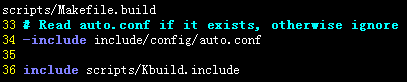 scripts/Makefile.build
33 # Read auto.conf if it exists, otherwise ignore
34 -include include/config/auto.conf
35
36 include scripts/Kbuild.include